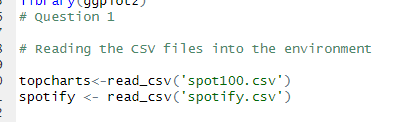 library(ggplot2)
# Question 1
# Reading the CSV files into the environment
topcharts<-read_csv('spot100.csv')
spotify <- read_csv('spotify.csv')